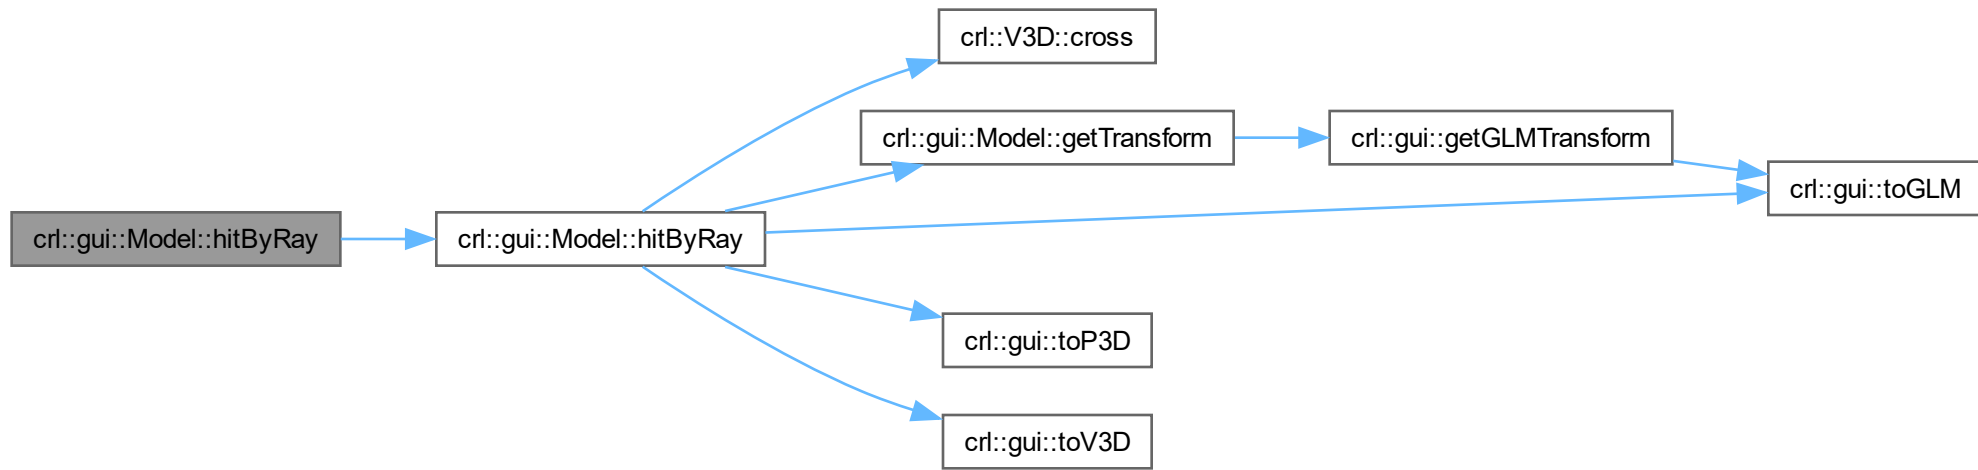 crl::V3D::cross
crl::gui::Model::getTransform
crl::gui::getGLMTransform
crl::gui::toGLM
crl::gui::Model::hitByRay
crl::gui::Model::hitByRay
crl::gui::toP3D
crl::gui::toV3D